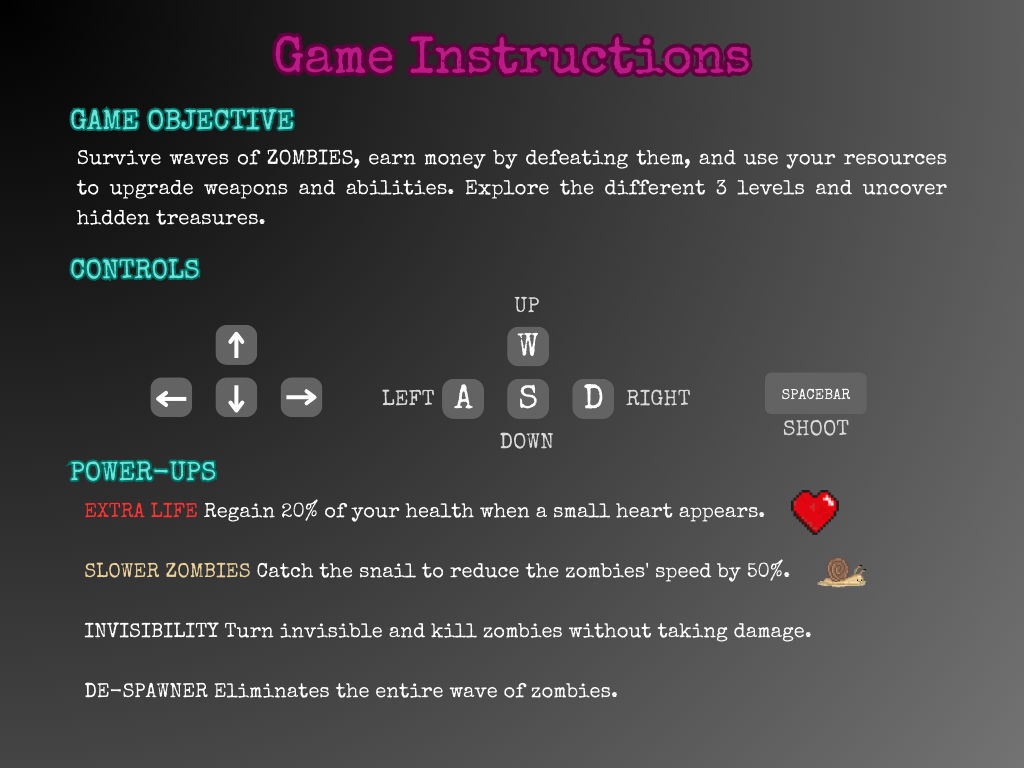 Game Instructions
GAME OBJECTIVE
Survive waves of ZOMBIES, earn money by defeating them, and use your resources
to upgrade weapons and abilities. Explore the different 3 levels and uncover
hidden treasures.
CONTROLS
UP
↑ W
← ↓ → LEFT A S D RIGHT SPACEBAR
DOWN SHOOT
POWER-UPS
EXTRA LIFE Regain 20% of your health when a small heart appears.
SLOWER ZOMBIES Catch the snail to reduce the zombies' speed by 50%.
INVISIBILITY Turn invisible and kill zombies without taking damage.
DE-SPAWNER Eliminates the entire wave of zombies.